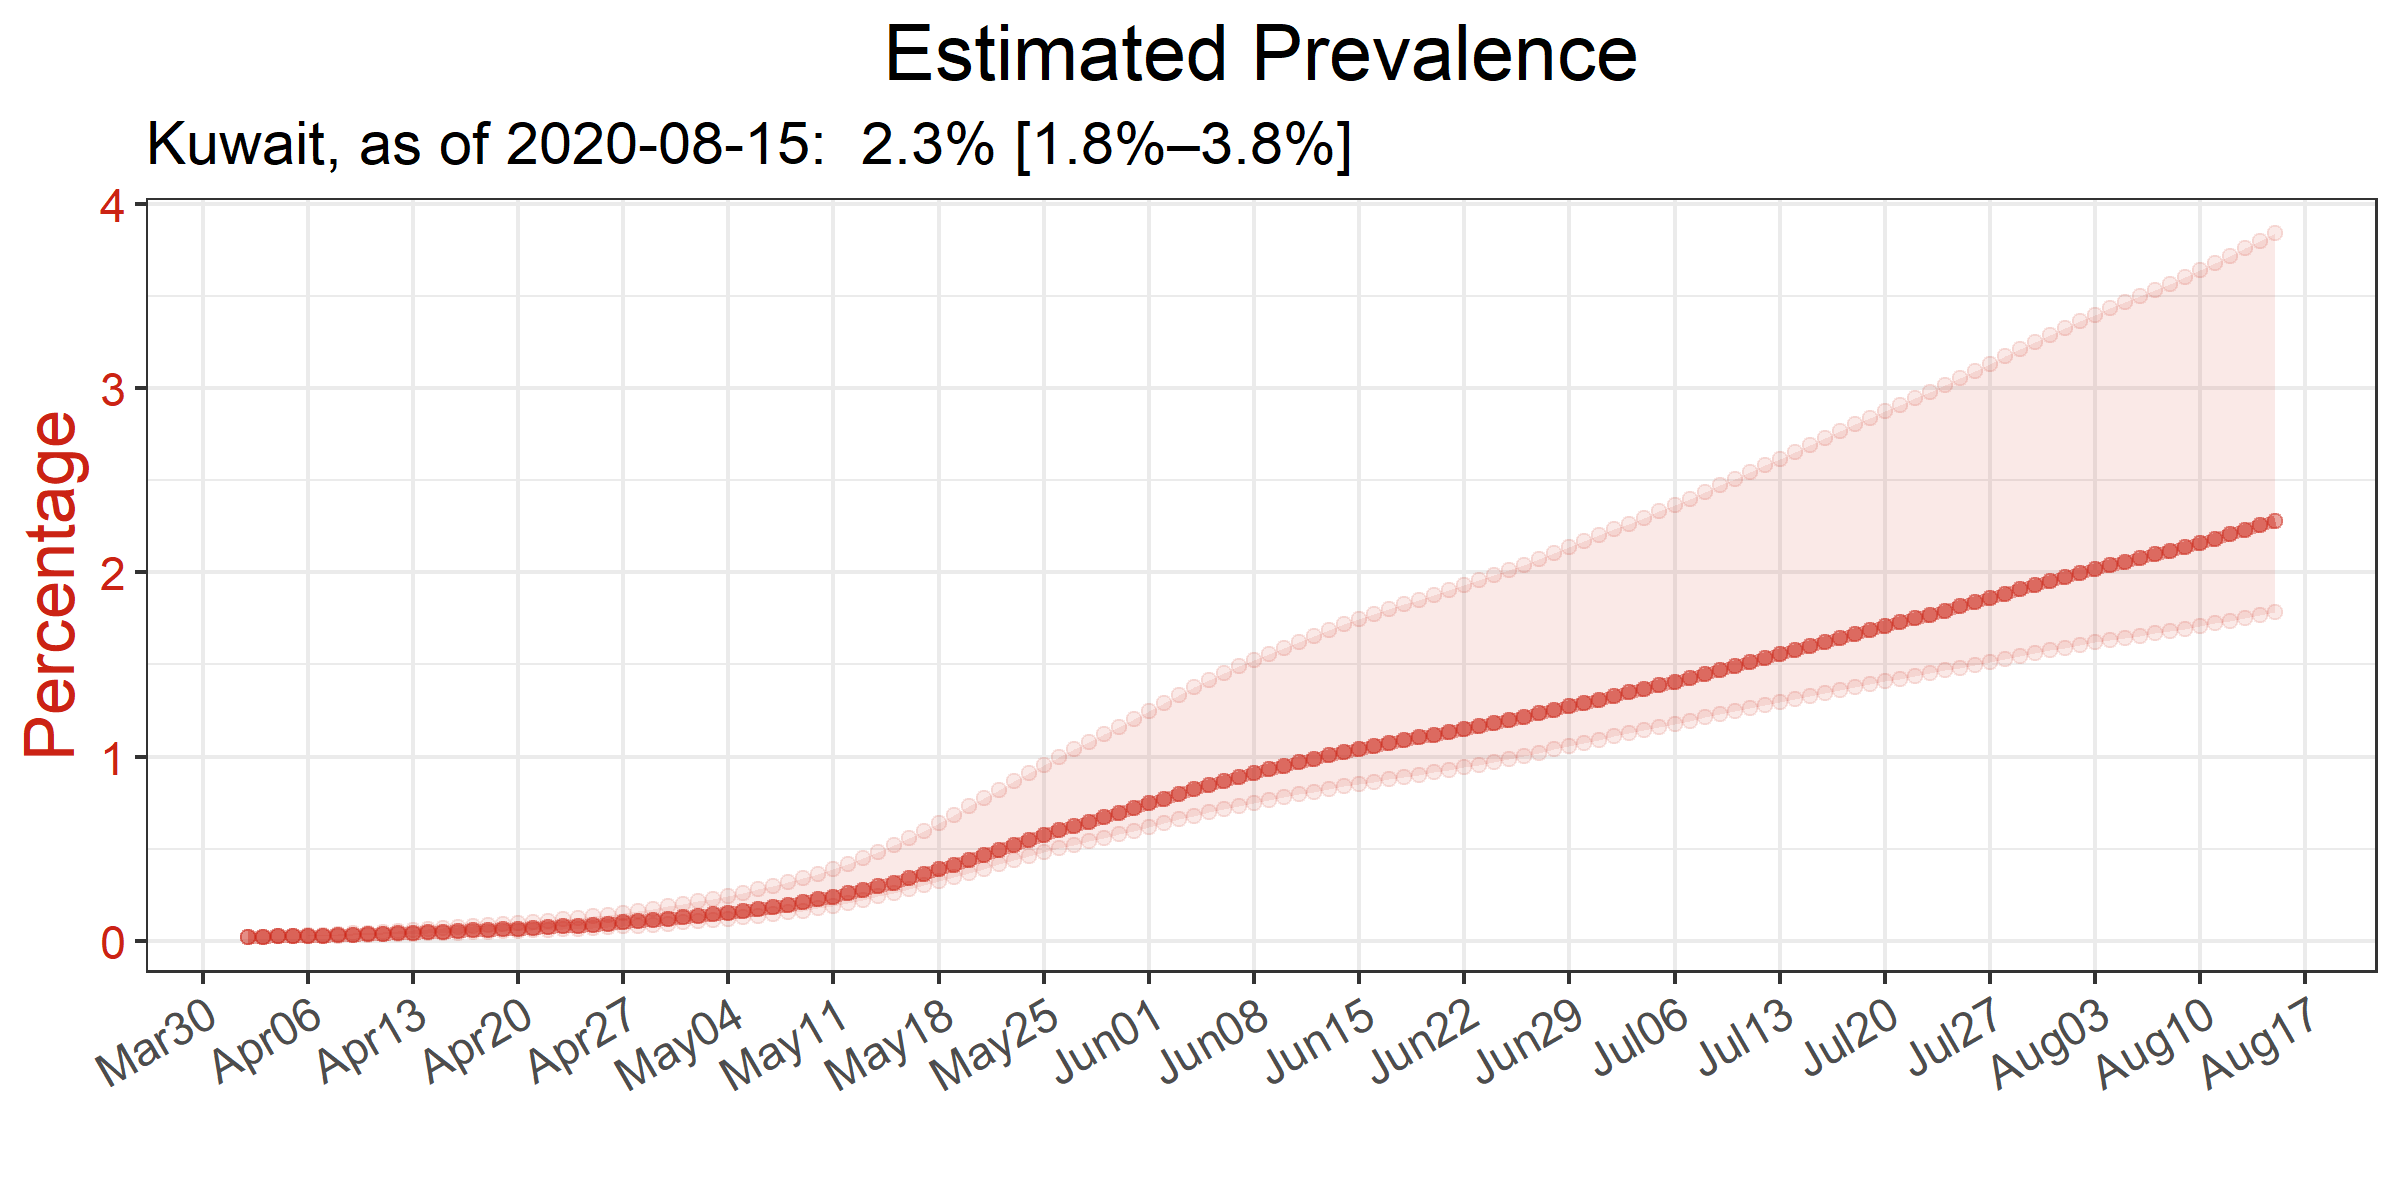 Estimated Prevalence
Kuwait, as of 2020-08-15:  2.3% [1.8%–3.8%]
Percentage
4
3
2
1
0
Mar30
Apr06
Apr13
Apr20
Apr27
May04
May11
May18
May25
Jun01
Jun08
Jun15
Jun22
Jun29
Jul06
Jul13
Jul20
Jul27
Aug03
Aug10
Aug17